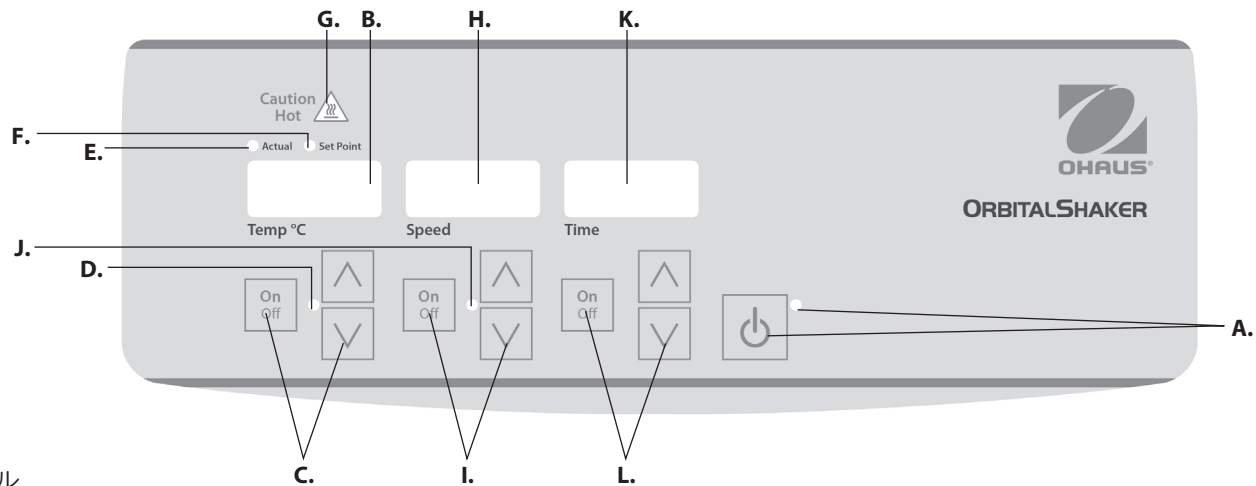 G. B. H. K.
Caution
Hot
F.
E.
Actual Set Point
OHAUS®
ORBITALSHAKER
Temp °C Speed Time
J.
D.
On
Off
On
Off
On
Off
A.
C. I. L.